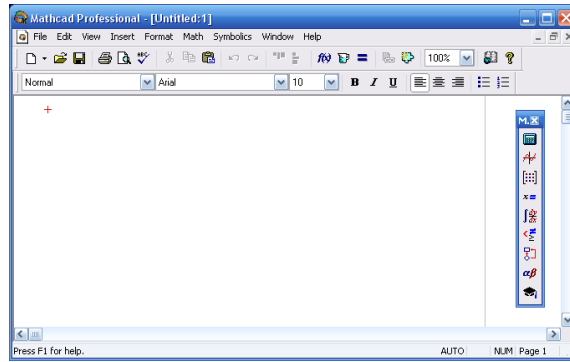 Mathcad Professional - [Untitled:1]
File Edit View Insert Format Math Symbolics Window Help
100%
Normal Arial 10 B I U
M.
x=
αβ
Press F1 for help. AUTO NUM Page 1